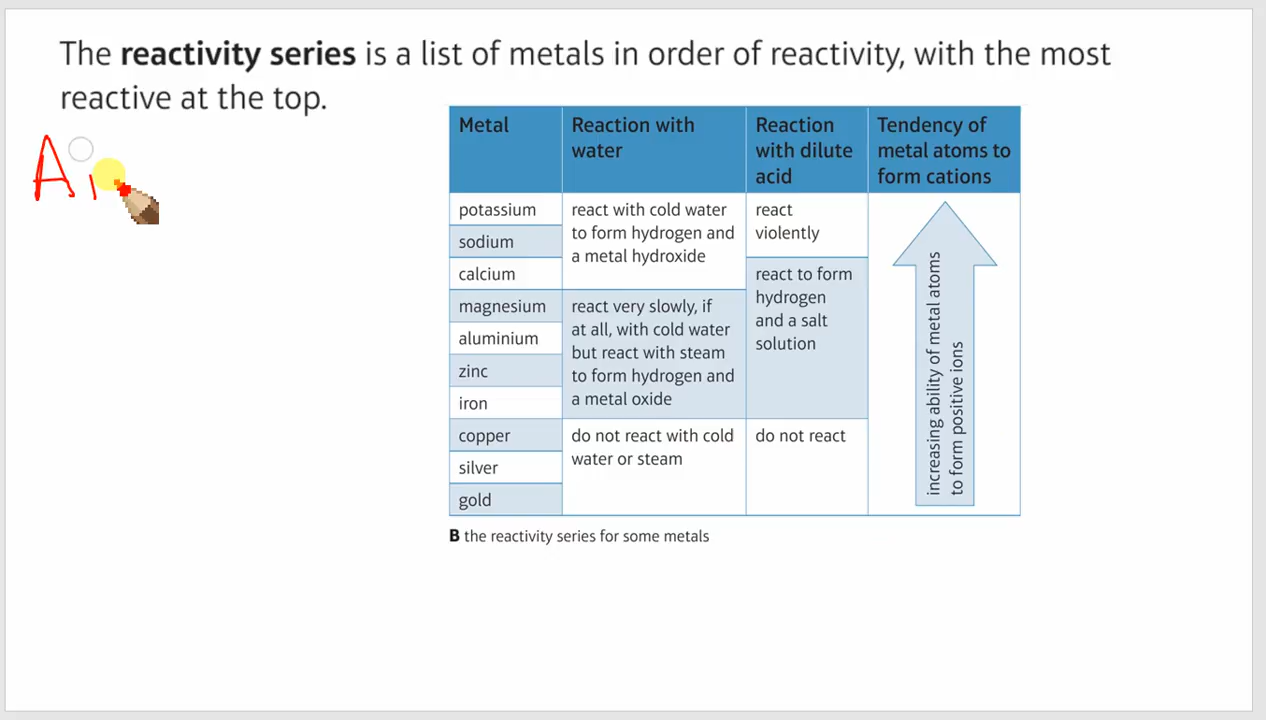 The reactivity series is a list of metals in order of reactivity, with the most
reactive at the top.
A
Metal
Reaction with
water
Reaction
with dilute
acid
Tendency of
metal atoms to
form cations
potassium
sodium
calcium
magnesium
aluminium
zinc
iron
copper
silver
gold
react with cold water
to form hydrogen and
a metal hydroxide
react very slowly, if
at all, with cold water
but react with steam
to form hydrogen and
a metal oxide
do not react with cold
water or steam
react
violently
react to form
hydrogen
and a salt
solution
do not react
increasing ability of metal atoms
to form positive ions
B the reactivity series for some metals